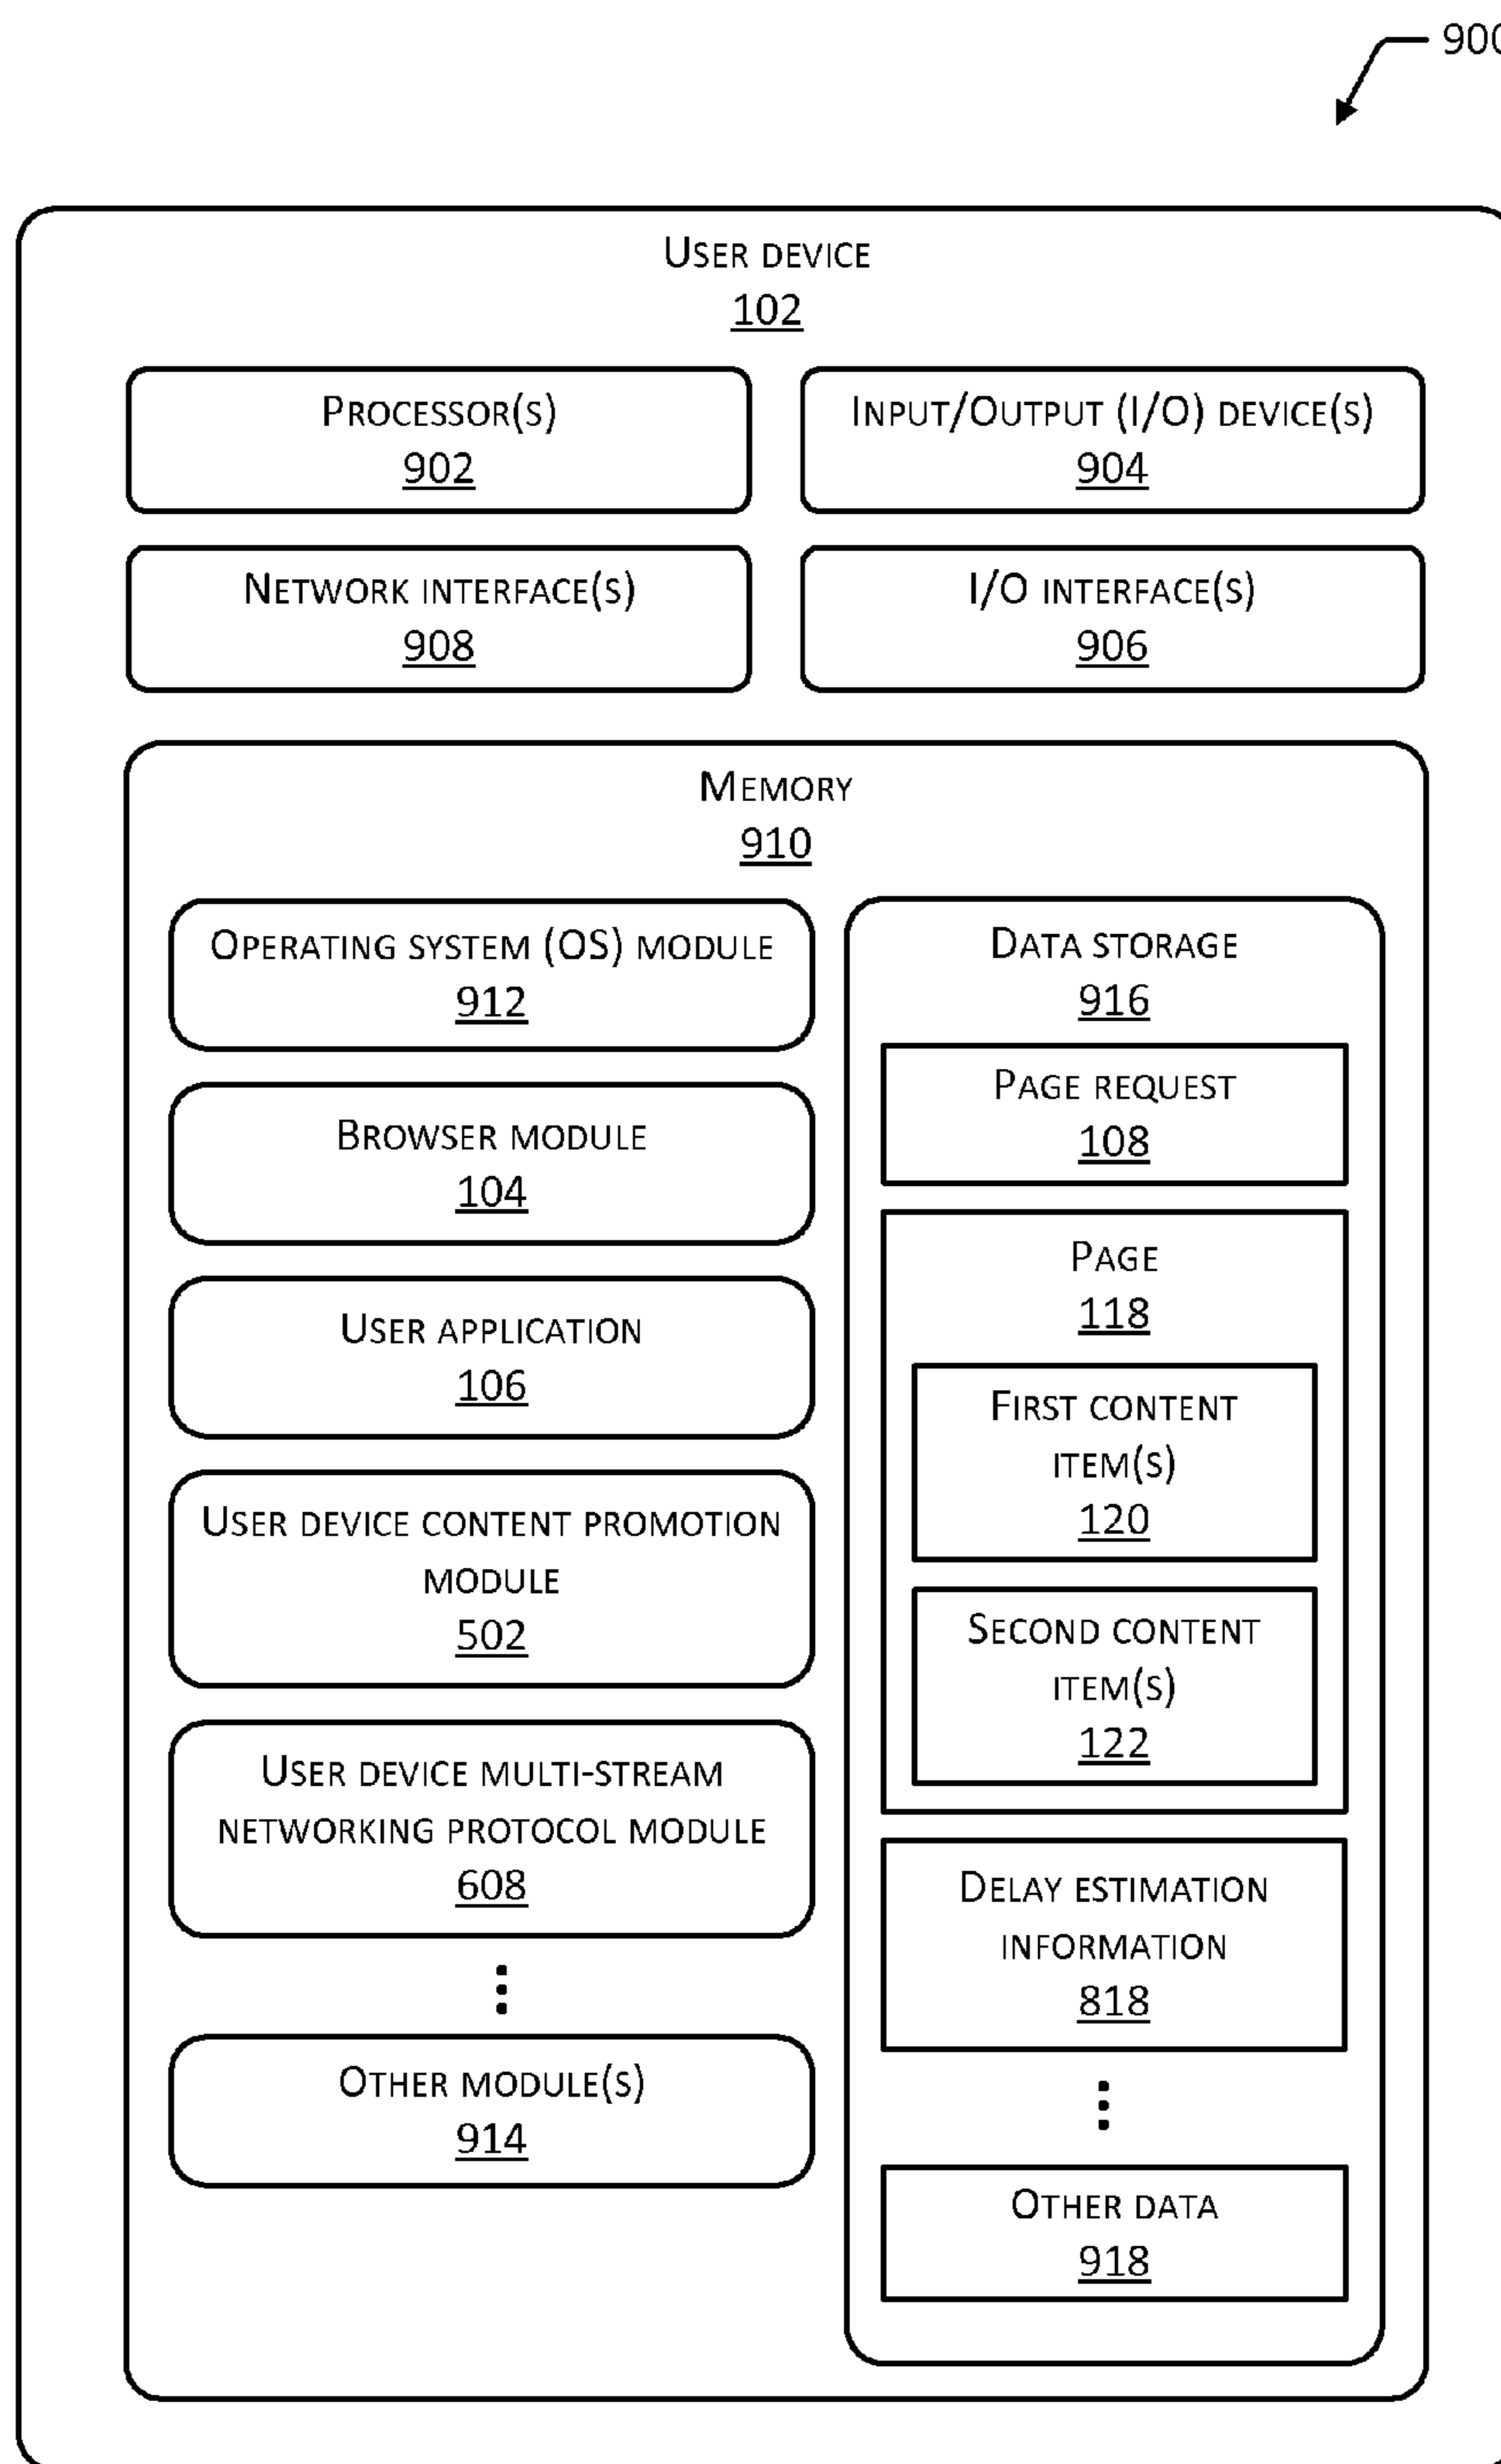 900
User device
102
Processor(s)
902
Input/Output (I/O) device(s)
904
Network interface(s)
908
I/O interface(s)
906
Memory
910
Operating system (OS) module
912
Browser module
104
User application
106
User device content promotion
module
502
User device multi-stream
networking protocol module
608
Other module(s)
914
Data storage
916
Page request
108
Page
118
First content
item(s)
120
Second content
item(s)
122
Delay estimation
information
818
Other data
918